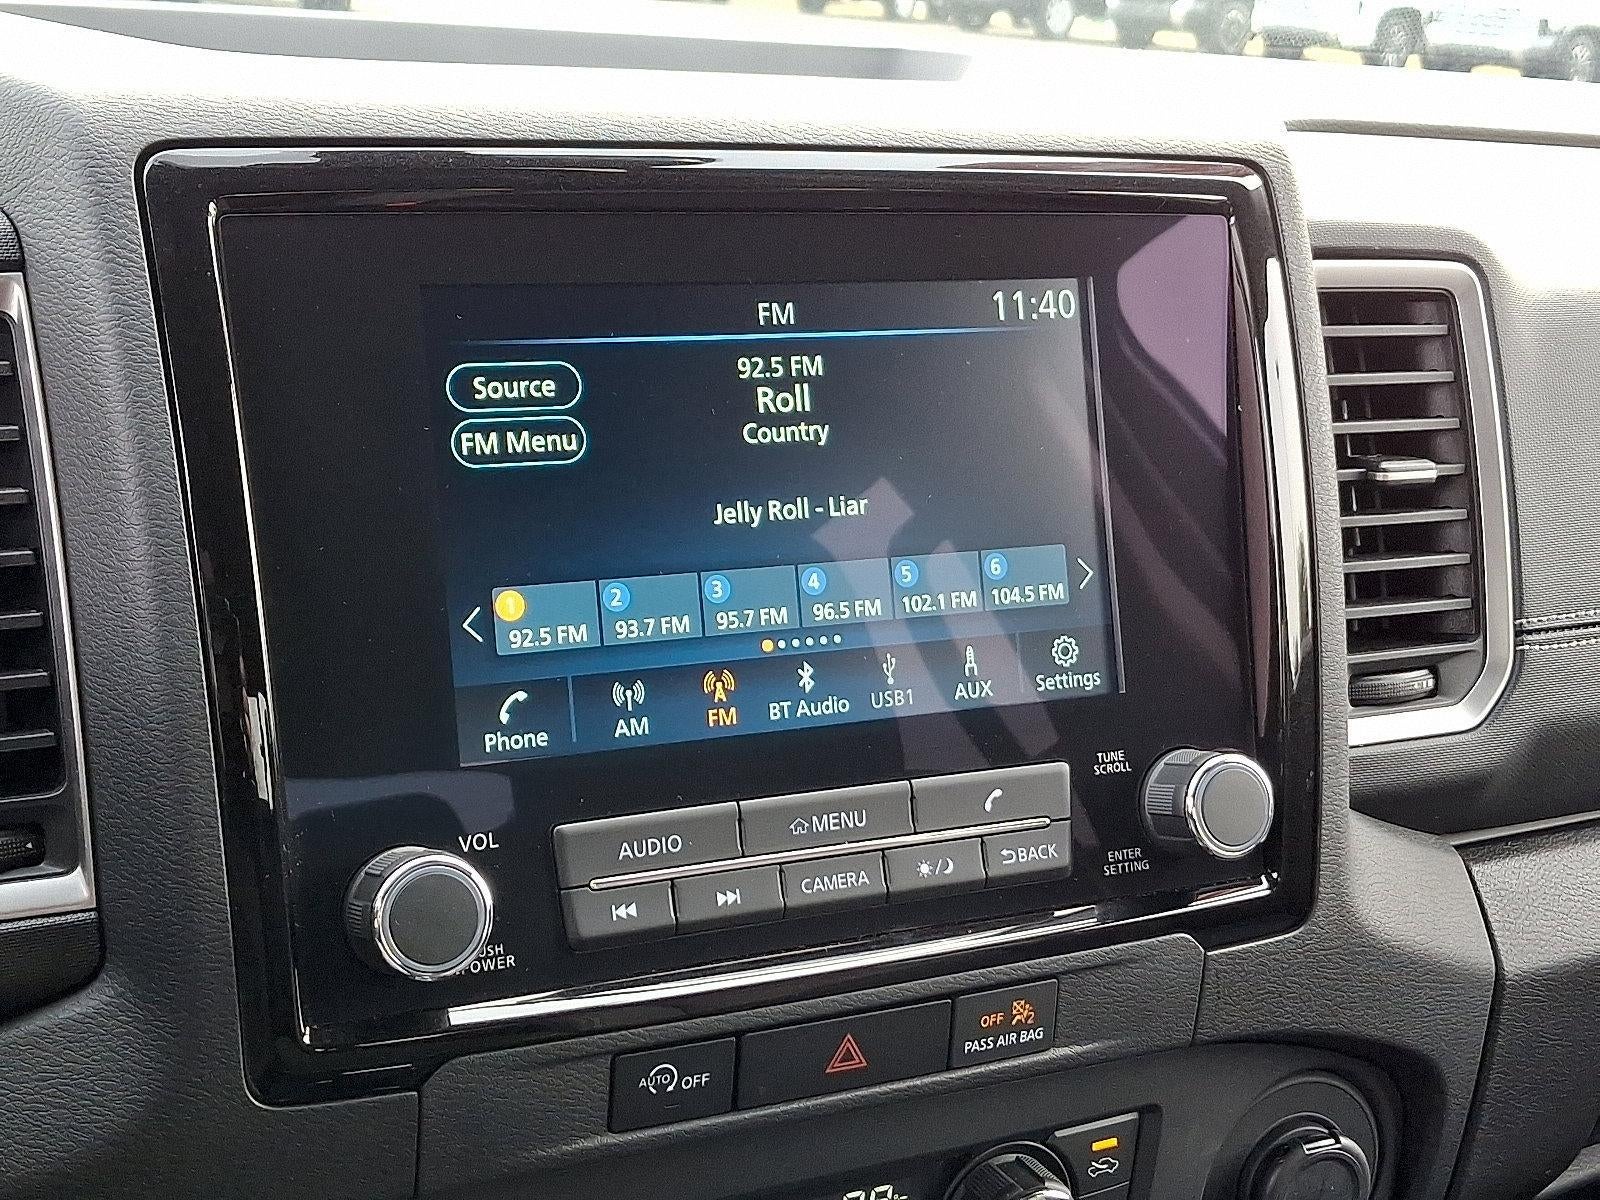 FM
11:40
Source
92.5 FM
Roll
Country
FM Menu
Jelly Roll - Liar
1
2
3
4
5
6
92.5 FM
93.7 FM
95.7 FM
96.5 FM
102.1 FM
104.5 FM
Phone
AM
FM
BT Audio
USB1
AUX
Settings
TUNE
SCROLL
VOL
AUDIO
MENU
CAMERA
BACK
ENTER
SETTING
POWER
AUTO OFF
OFF 2
PASS AIR BAG